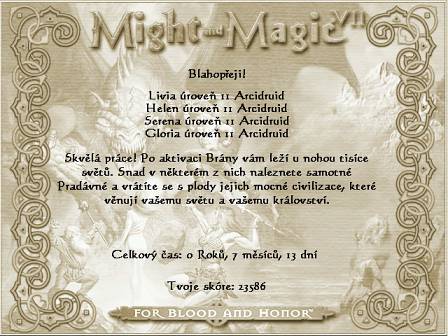 Might and Magic VII
Blahopřeji!
Livia úroveň 11 Arcidruid
Helen úroveň 11 Arcidruid
Serena úroveň 11 Arcidruid
Gloria úroveň 11 Arcidruid
Skvělá práce! Po aktivaci Brány vám leží u nohou tisíce
světů. Snad v některém z nich naleznete samotné
Pradávné a vrátíte se s plody jejich mocné civilizace, které
věnují vašemu světu a vašemu království.
Celkový čas: 0 Roků, 7 měsíců, 13 dní
Tvoje skóre: 23586
FOR BLOOD AND HONOR™